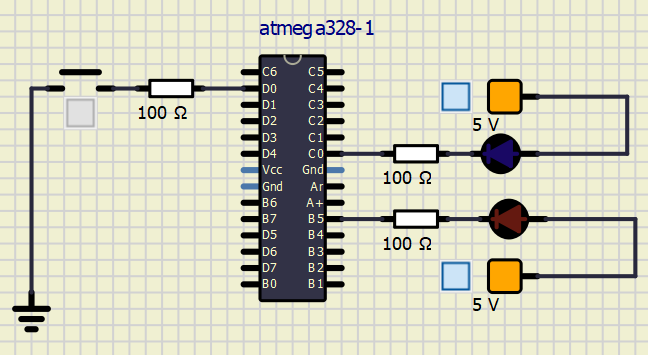 atmega328-1
C6 C5
D0 C4
D1 C3
D2 C2
D3 C1
D4 C0
Vcc Gnd
Gnd Ar
B6 A+
B7 B5
D5 B4
D6 B3
D7 B2
B0 B1
100 Ω
5 V
100 Ω
100 Ω
5 V